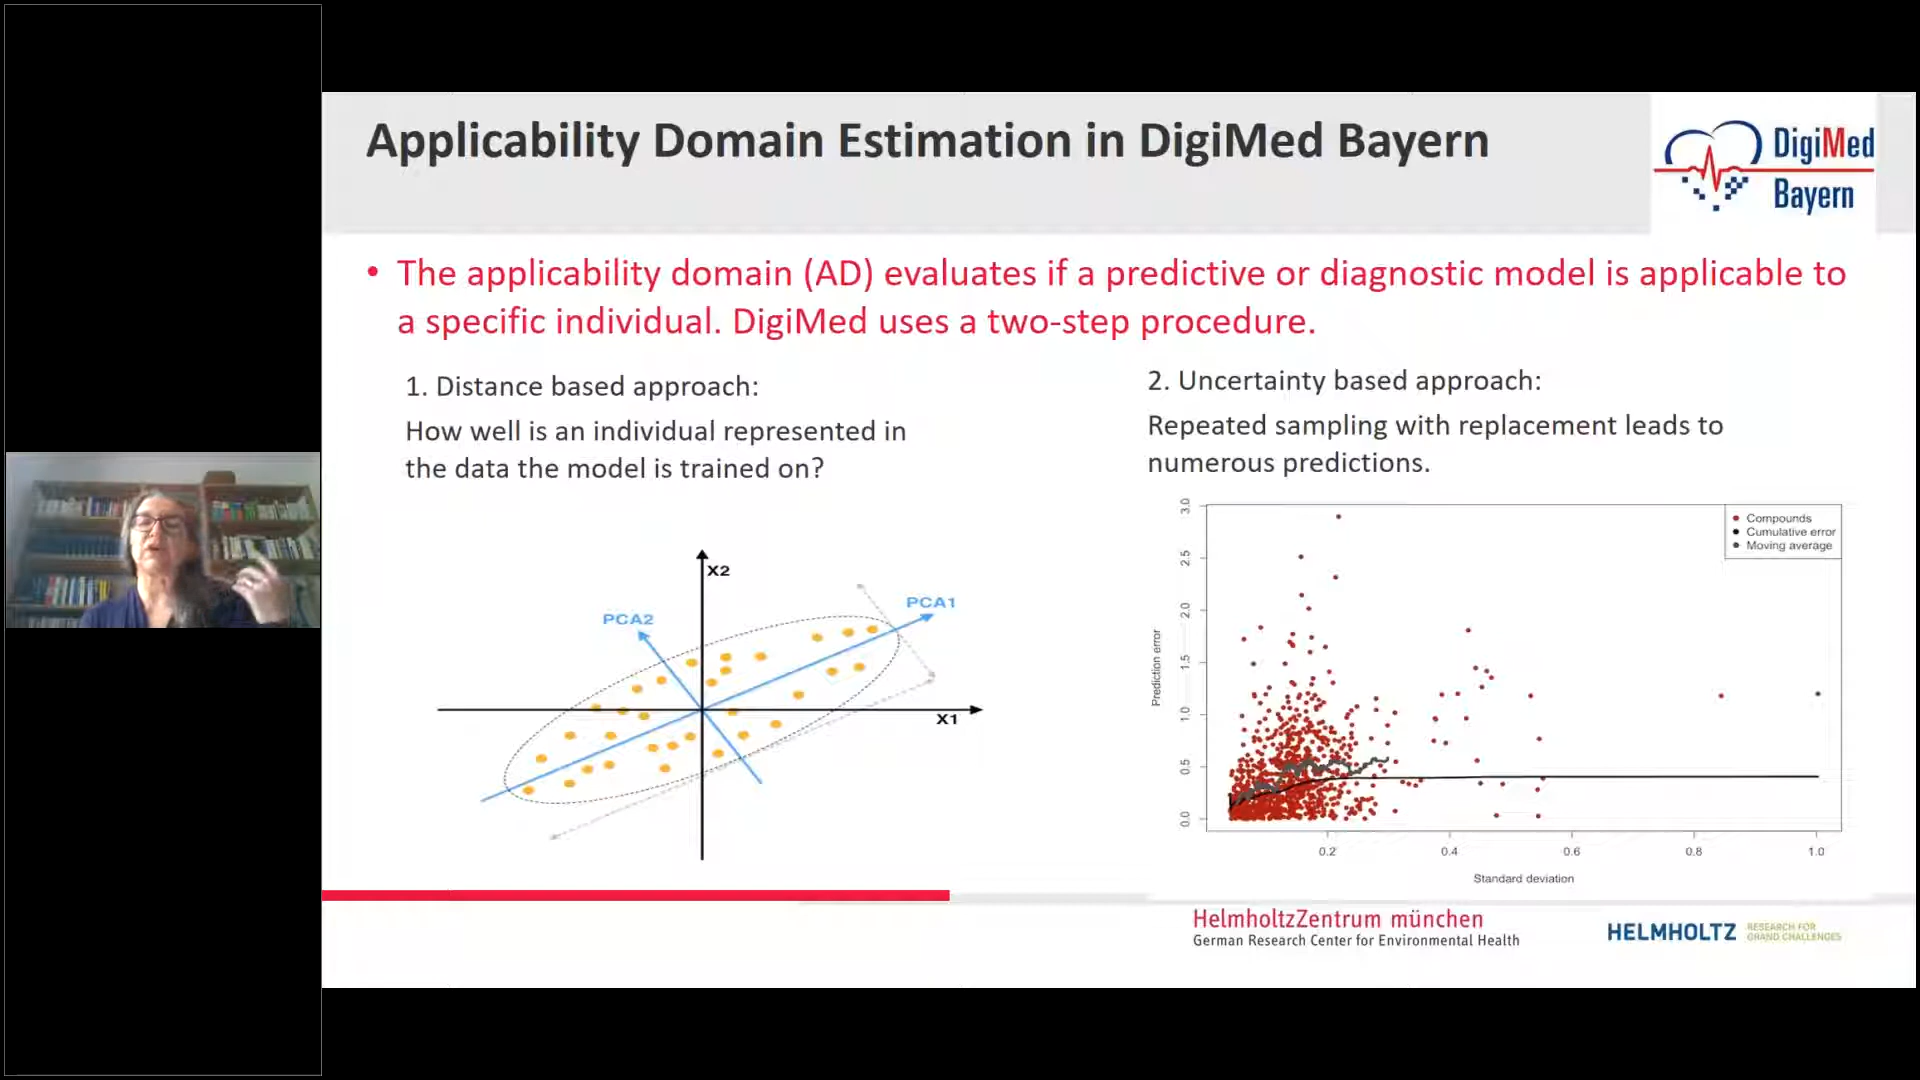 Applicability Domain Estimation in DigiMed Bayern
DigiMed
Bayern
• The applicability domain (AD) evaluates if a predictive or diagnostic model is applicable to
a specific individual. DigiMed uses a two-step procedure.
1. Distance based approach:
How well is an individual represented in
the data the model is trained on?
X2
PCA1
PCA2
X1
2. Uncertainty based approach:
Repeated sampling with replacement leads to
numerous predictions.
Compounds
Cumulative error
Moving average
Prediction error
3.0
2.5
2.0
1.5
1.0
0.5
0.0
0.2
0.4
0.6
0.8
1.0
Standard deviation
HelmholtzZentrum münchen
German Research Center for Environmental Health
HELMHOLTZ
RESEARCH FOR
GRAND CHALLENGES